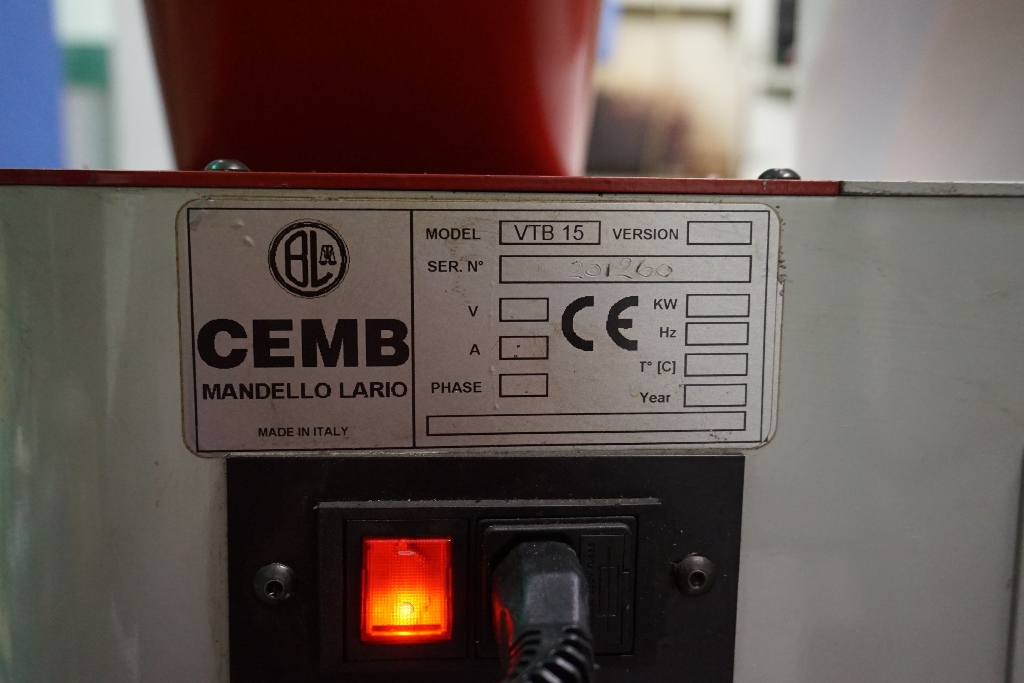 BL
CEMB
MANDELLO LARIO
MADE IN ITALY
MODEL VTB 15 VERSION
SER. N° 201260
V
A
PHASE
CE
KW
Hz
T° [C]
Year